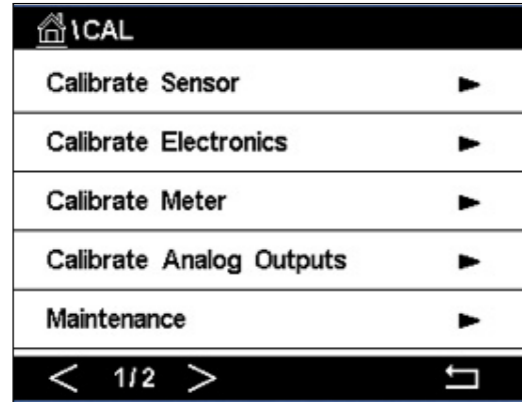 \CAL
Calibrate Sensor
Calibrate Electronics
Calibrate Meter
Calibrate Analog Outputs
Maintenance
< 1/2 >